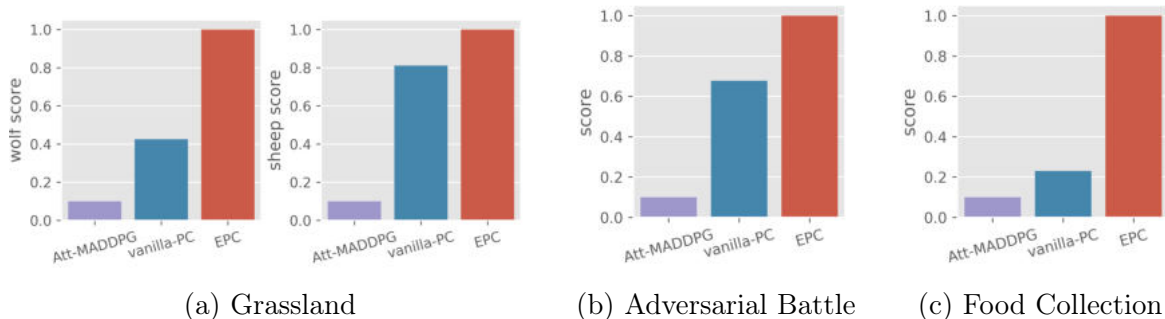 wolf score
1.0
0.8
0.6
0.4
0.2
0.0
Att-MADDPG
vanilla-PC
EPC
sheep score
1.0
0.8
0.6
0.4
0.2
0.0
Att-MADDPG
vanilla-PC
EPC
(a) Grassland
score
1.0
0.8
0.6
0.4
0.2
0.0
Att-MADDPG
vanilla-PC
EPC
(b) Adversarial Battle
score
1.0
0.8
0.6
0.4
0.2
0.0
Att-MADDPG
vanilla-PC
EPC
(c) Food Collection